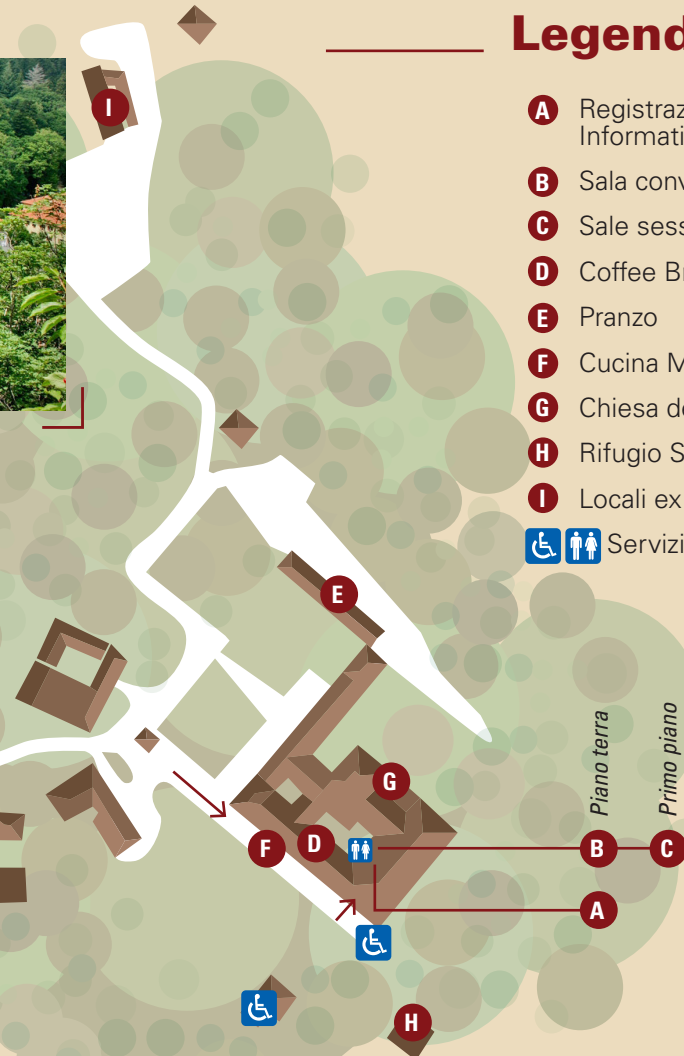 Legend
A Registraz
Informati
B Sala conv
C Sale sess
D Coffee Br
E Pranzo
F Cucina M
G Chiesa de
H Rifugio S
I Locali ex
Servizi
I
E
G
F
D
Piano terra
Primo piano
B
C
A
H